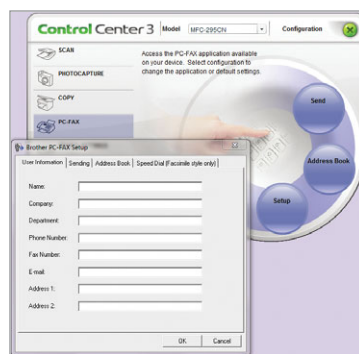 Control Center 3
Model
MFC-295CN
Configuration
SCAN
PHOTOCAPTURE
COPY
PC-FAX
Access the PC-FAX application available
on your device. Select configuration to
change the application or default settings.
Send
Address Book
Setup
Brother PC-FAX Setup
User Information
Sending
Address Book
Speed Dial (Facsimile style only)
Name:
Company:
Department:
Phone Number:
Fax Number:
E-mail:
Address 1:
Address 2:
OK
Cancel